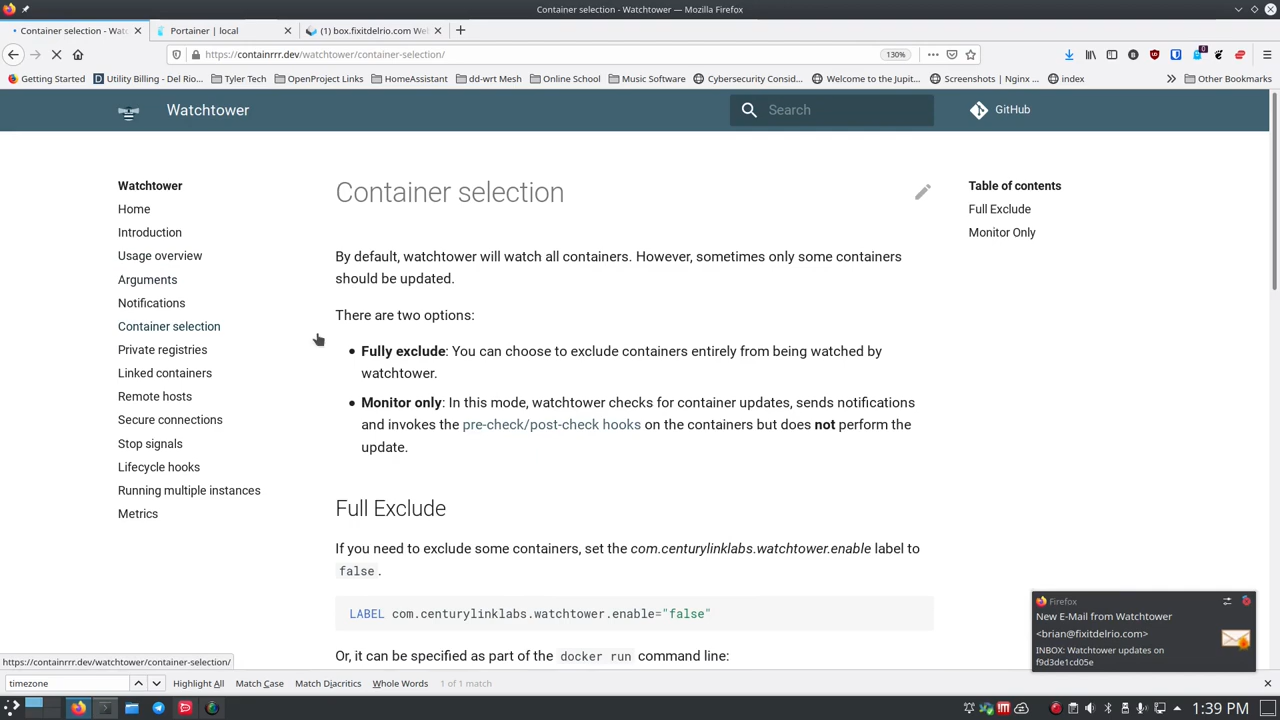 Container selection - Watchtower — Mozilla Firefox
Container selection - Watc
Portainer | local
(1) box.fixitdelrio.com We
https://containrrr.dev/watchtower/container-selection/
130%
Getting Started
Utility Billing - Del Rio...
Tyler Tech
OpenProject Links
HomeAssistant
dd-wrt Mesh
Online School
Music Software
Cybersecurity Consid...
Welcome to the Jupit...
Screenshots | Nginx ...
index
Other Bookmarks
Watchtower
Search
GitHub
Watchtower
Home
Introduction
Usage overview
Arguments
Notifications
Container selection
Private registries
Linked containers
Remote hosts
Secure connections
Stop signals
Lifecycle hooks
Running multiple instances
Metrics
Container selection
By default, watchtower will watch all containers. However, sometimes only some containers
should be updated.
There are two options:
• Fully exclude: You can choose to exclude containers entirely from being watched by
watchtower.
• Monitor only: In this mode, watchtower checks for container updates, sends notifications
and invokes the pre-check/post-check hooks on the containers but does not perform the
update.
Full Exclude
If you need to exclude some containers, set the com.centurylinklabs.watchtower.enable label to
false.
LABEL com.centurylinklabs.watchtower.enable="false"
Or, it can be specified as part of the docker run command line:
Table of contents
Full Exclude
Monitor Only
Firefox
New E-Mail from Watchtower
<brian@fixitdelrio.com>
INBOX: Watchtower updates on
f9d3de1cd05e
https://containrrr.dev/watchtower/container-selection/
timezone
Highlight All
Match Case
Match Diacritics
Whole Words
1 of 1 match
1:39 PM